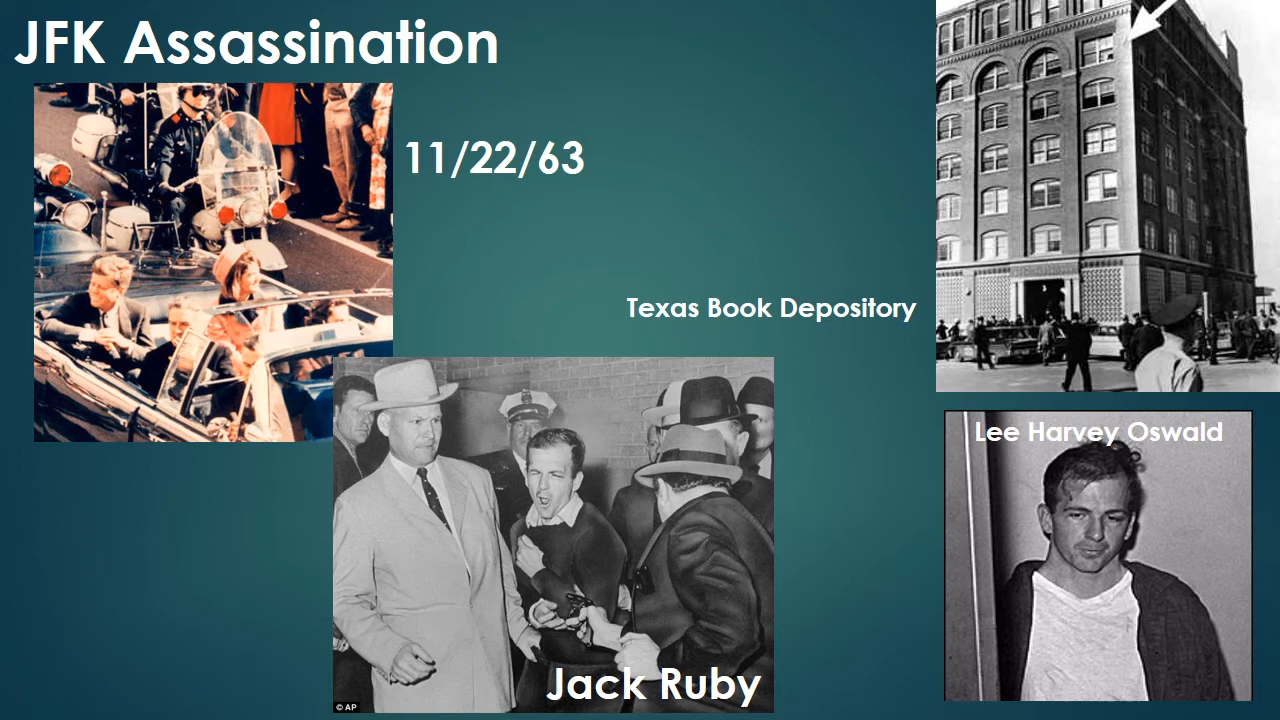 JFK Assassination
11/22/63
Texas Book Depository
Lee Harvey Oswald
Jack Ruby
© AP